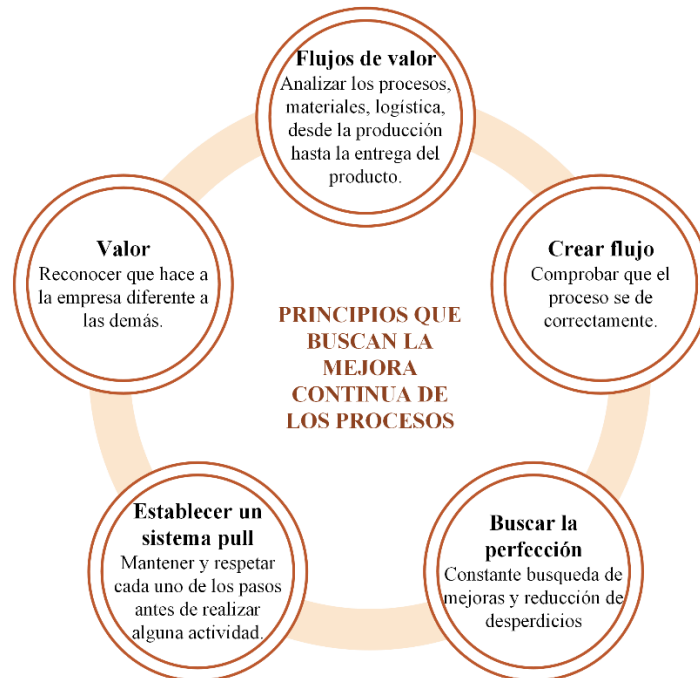 Flujos de valor
Analizar los procesos,
materiales, logística,
desde la producción
hasta la entrega del
producto.
Valor
Reconocer que hace a
la empresa diferente a
las demás.
Crear flujo
Comprobar que el
proceso se de
correctamente.
PRINCIPIOS QUE
BUSCAN LA
MEJORA
CONTINUA DE
LOS PROCESOS
Establecer un
sistema pull
Mantener y respetar
cada uno de los pasos
antes de realizar
alguna actividad.
Buscar la
perfección
Constante busqueda de
mejoras y reducción de
desperdicios